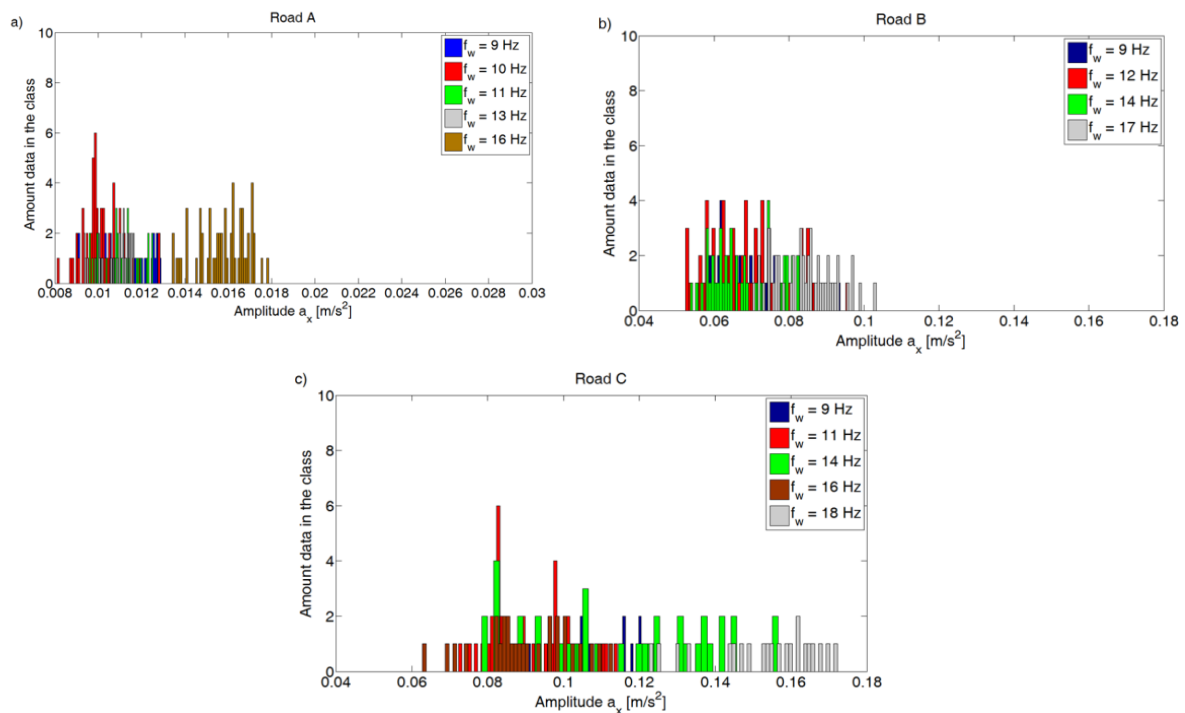 a)
Road A
Amount data in the class
10
8
6
4
2
0
f_w = 9 Hz
f_w = 10 Hz
f_w = 11 Hz
f_w = 13 Hz
f_w = 16 Hz
0.008 0.01 0.012 0.014 0.016 0.018 0.02 0.022 0.024 0.026 0.028 0.03
Amplitude a_x [m/s²]
b)
Road B
Amount data in the class
10
8
6
4
2
0
f_w = 9 Hz
f_w = 12 Hz
f_w = 14 Hz
f_w = 17 Hz
0.04 0.06 0.08 0.1 0.12 0.14 0.16 0.18
Amplitude a_x [m/s²]
c)
Road C
Amount data in the class
10
8
6
4
2
0
f_w = 9 Hz
f_w = 11 Hz
f_w = 14 Hz
f_w = 16 Hz
f_w = 18 Hz
0.04 0.06 0.08 0.1 0.12 0.14 0.16 0.18
Amplitude a_x [m/s²]